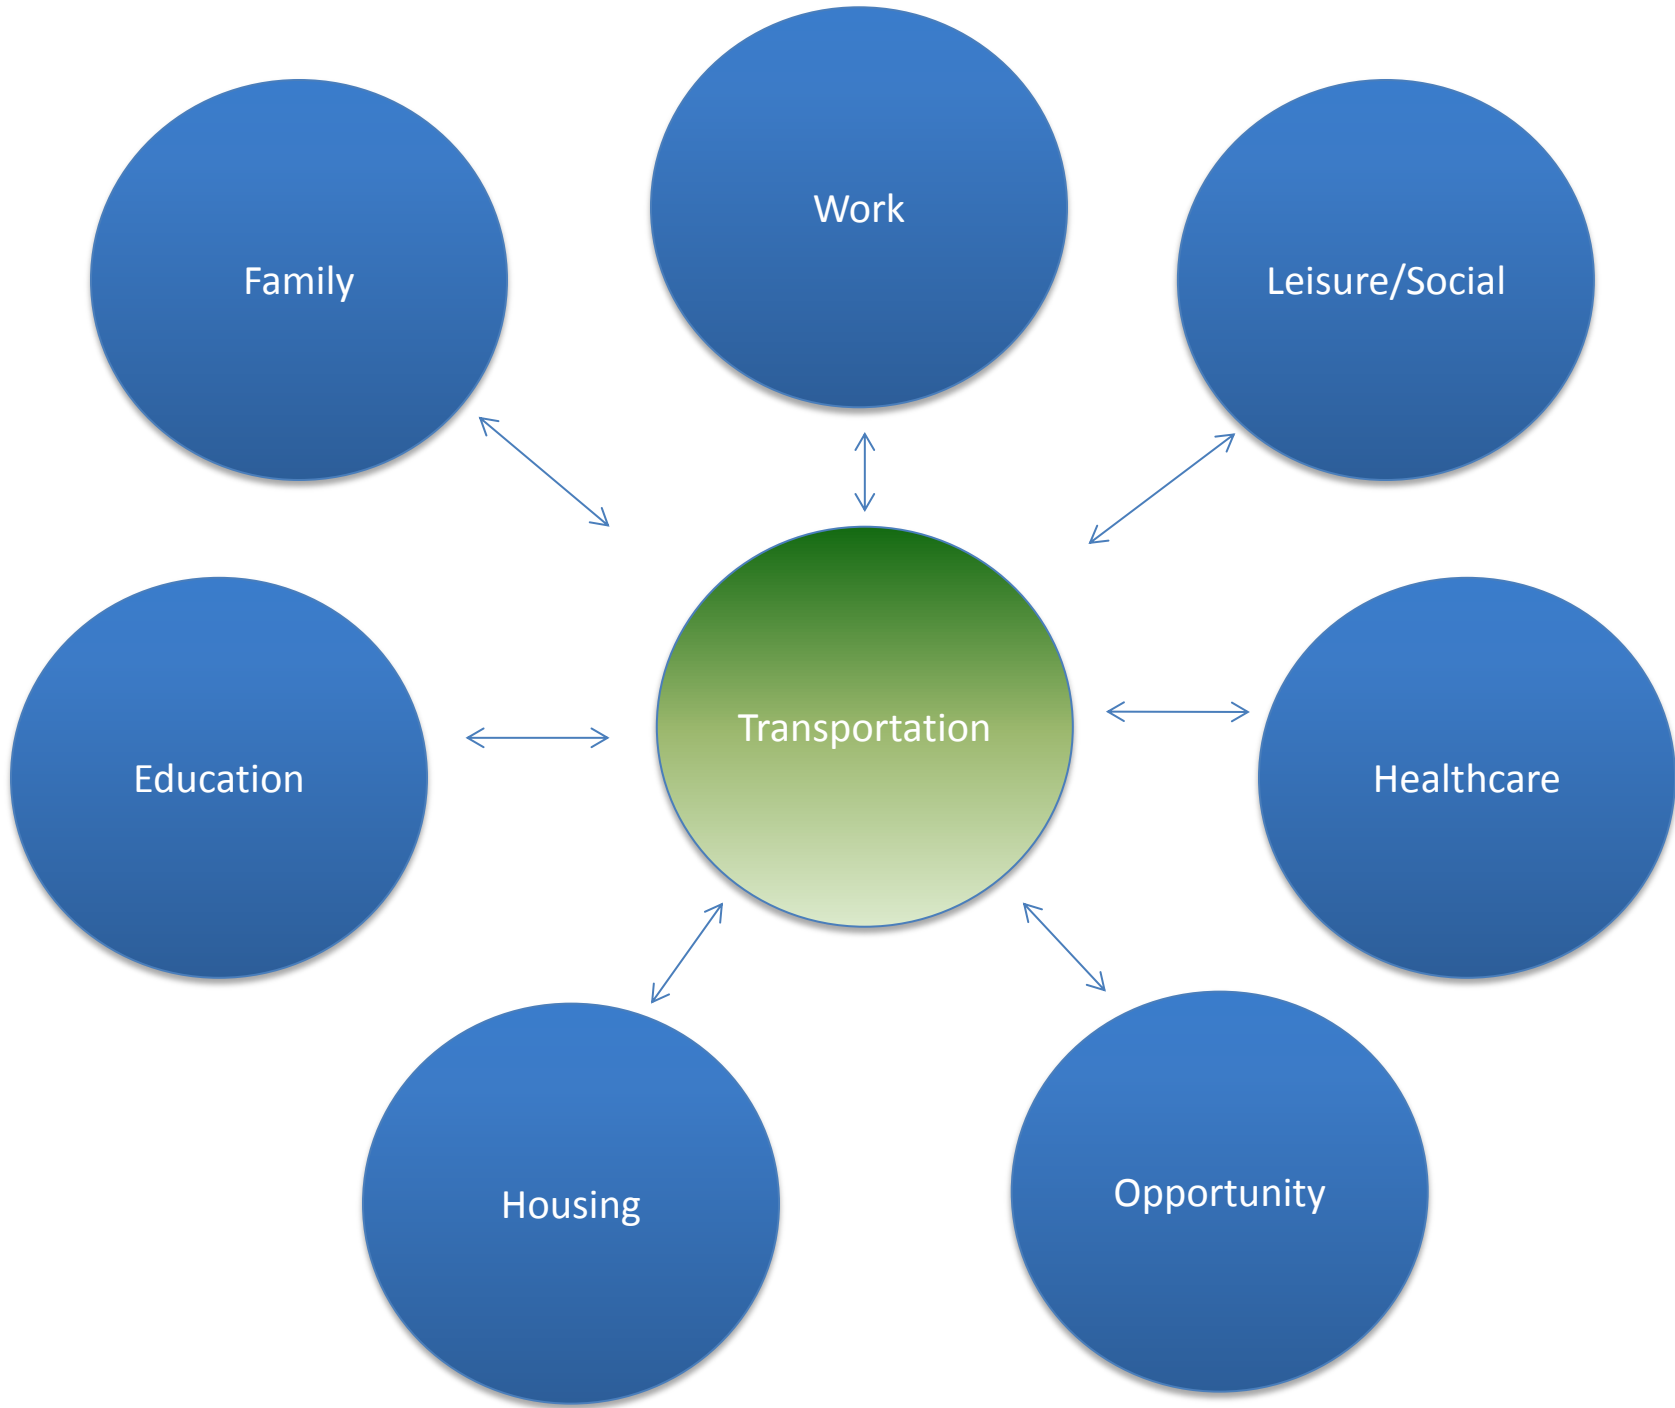 Work
Family
Leisure/Social
Transportation
Education
Healthcare
Housing
Opportunity